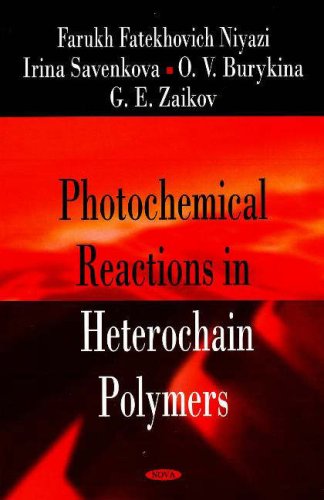 Farukh Fatekhovich Niyazi
Irina Savenkova ▪ O. V. Burykina
G. E. Zaikov
Photochemical
Reactions in
Heterochain
Polymers
NOVA